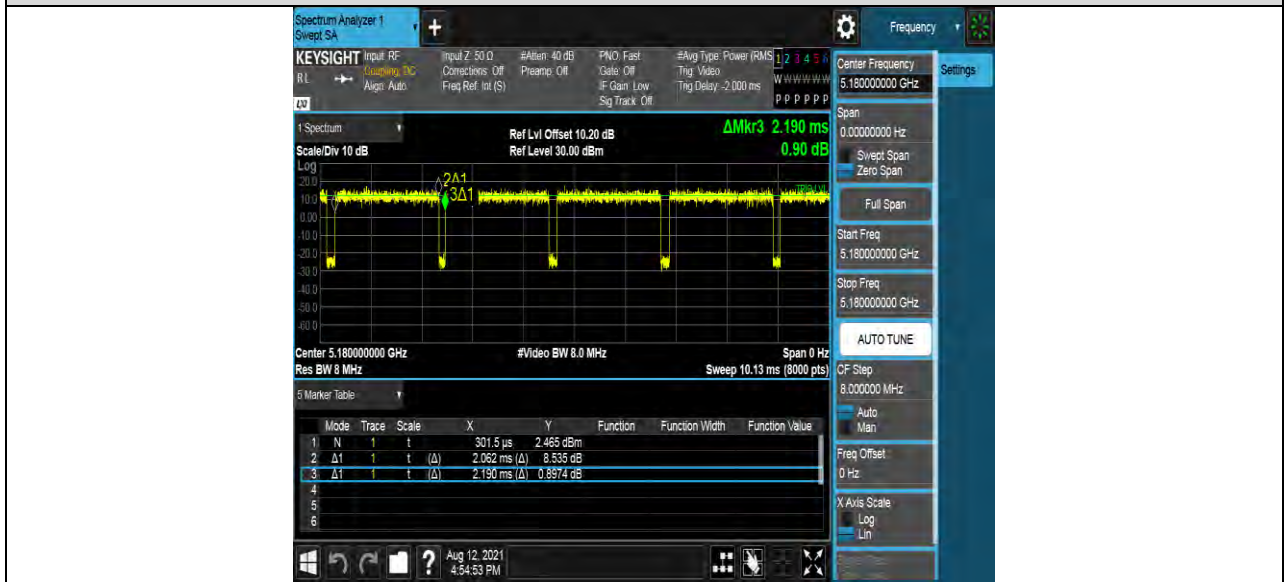 Spectrum Analyzer 1
Swept SA
+
Frequency
KEYSIGHT
RL
Input: RF
Coupling: DC
Align: Auto
Input Z: 50 Ω
Corrections: Off
Freq Ref: Int (S)
#Atten: 40 dB
Preamp: Off
PNO: Fast
Gate: Off
IF Gain: Low
Sig Track: Off
#Avg Type: Power (RMS
Trig: Video
Trig Delay: -2.000 ms
1 2 3 4 5 6
W W W W W W
P P P P P P
Settings
Center Frequency
5.180000000 GHz
Span
0.00000000 Hz
Swept Span
Zero Span
Full Span
Start Freq
5.180000000 GHz
Stop Freq
5.180000000 GHz
AUTO TUNE
CF Step
8.000000 MHz
Auto
Man
Freq Offset
0 Hz
X Axis Scale
Log
Lin
1 Spectrum
Scale/Div 10 dB
Ref Lvl Offset 10.20 dB
Ref Level 30.00 dBm
ΔMkr3 2.190 ms
0.90 dB
Log
20.0
10.0
0.00
-10.0
-20.0
-30.0
-40.0
-50.0
-60.0
2Δ1
3Δ1
TRIG LVL
Center 5.180000000 GHz
Res BW 8 MHz
#Video BW 8.0 MHz
Span 0 Hz
Sweep 10.13 ms (8000 pts)
5 Marker Table
Mode Trace Scale X Y Function Function Width Function Value
1 N 1 t 301.5 µs 2.465 dBm
2 Δ1 1 t (Δ) 2.062 ms (Δ) 8.535 dB
3 Δ1 1 t (Δ) 2.190 ms (Δ) 0.8974 dB
4
5
6
?
Aug 12, 2021
4:54:53 PM